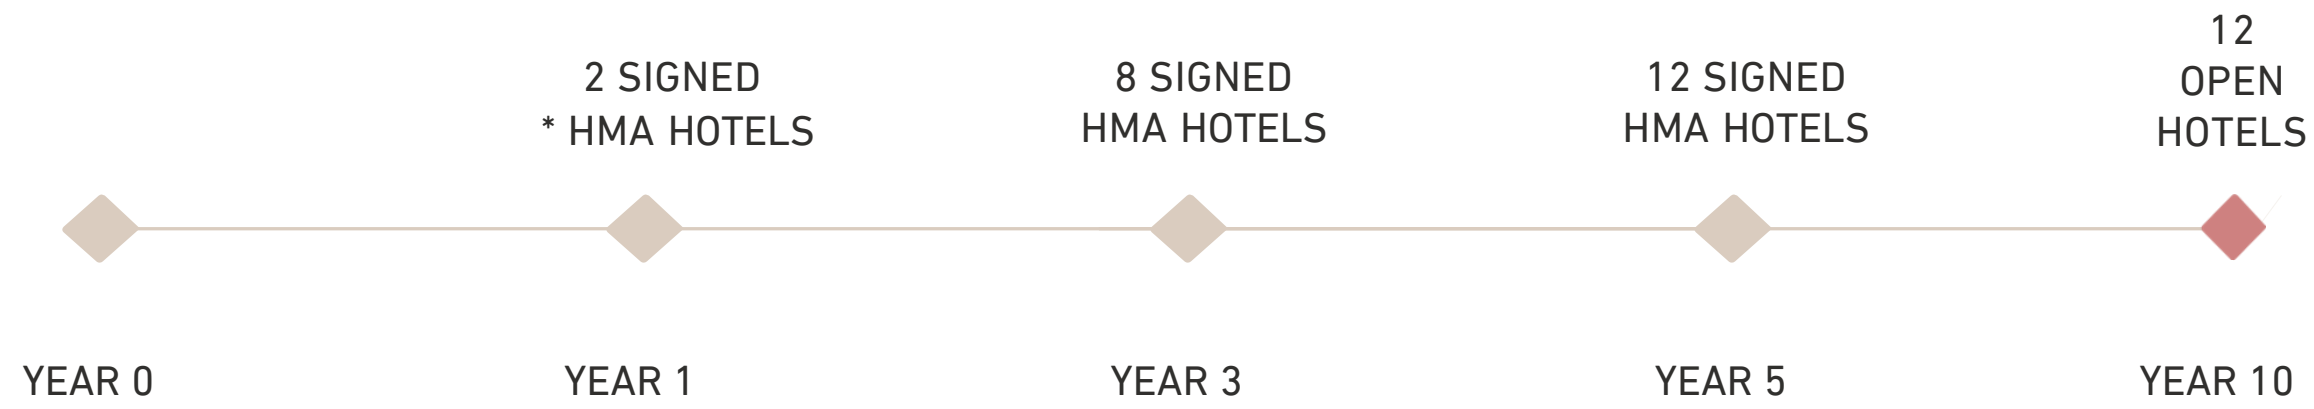 2 SIGNED
* HMA HOTELS
8 SIGNED
HMA HOTELS
12 SIGNED
HMA HOTELS
12
OPEN
HOTELS
YEAR 0
YEAR 1
YEAR 3
YEAR 5
YEAR 10